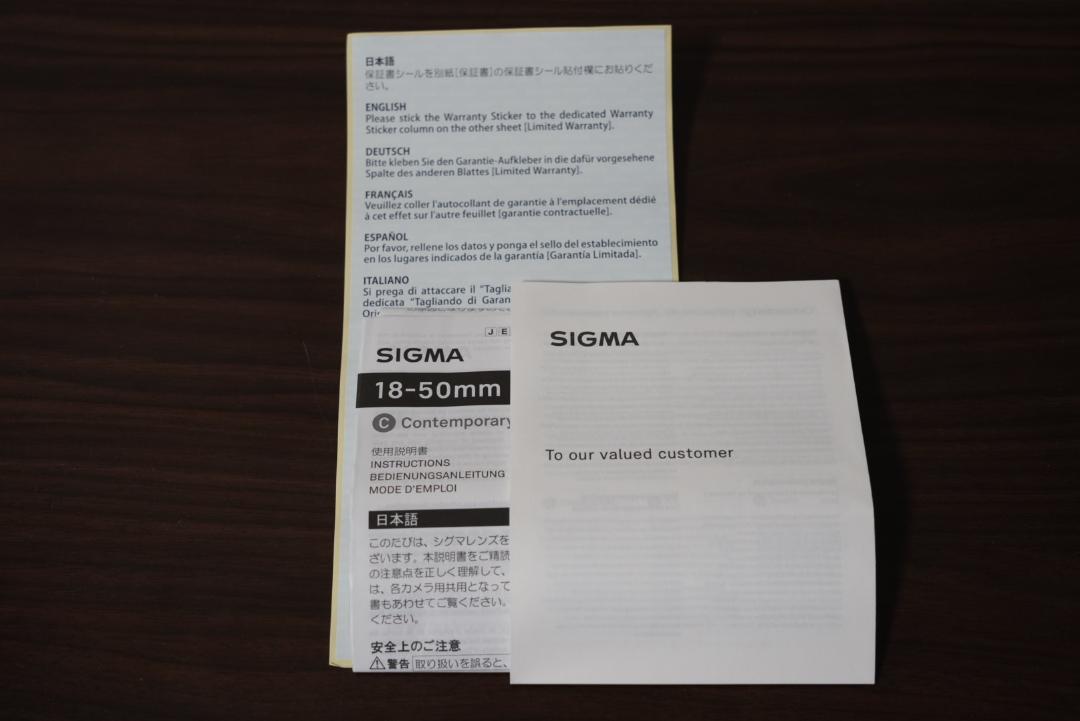 日本語
保証書シールを別紙[保証書]の保証書シール貼付欄にお貼りくだ
さい。
ENGLISH
Please stick the Warranty Sticker to the dedicated Warranty
Sticker column on the other sheet [Limited Warranty].
DEUTSCH
Bitte kleben Sie den Garantie-Aufkleber in die dafür vorgesehene
Spalte des anderen Blattes [Limited Warranty].
FRANÇAIS
Veuillez coller l'autocollant de garantie à l'emplacement dédié
à cet effet sur l'autre feuillet [garantie contractuelle].
ESPAÑOL
Por favor, rellene los datos y ponga el sello del establecimiento
en los lugares indicados de la garantía [Garantía Limitada].
ITALIANO
Si prega di attaccare il "Taglia
dedicata "Tagliando di Garan
J E
SIGMA
18-50mm
C Contemporary
使用説明書
INSTRUCTIONS
BEDIENUNGSANLEITUNG
MODE D'EMPLOI
日本語
このたびは、シグマレンズを
ざいます。本説明書をご精読
の注意点を正しく理解して、
は、各カメラ用共用となって
書もあわせてご覧ください。
ください。
安全上のご注意
警告 取り扱いを誤ると、
SIGMA
To our valued customer